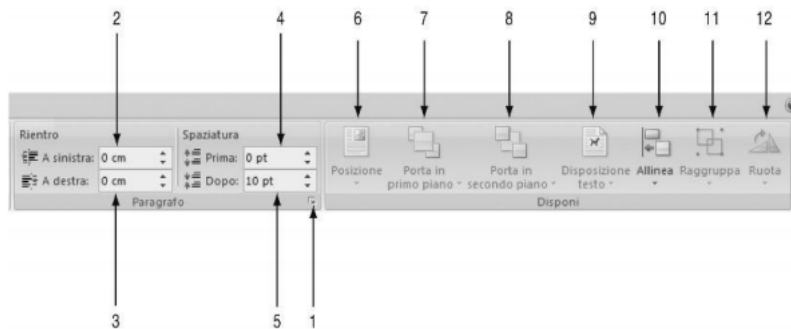 2 4 6 7 8 9 10 11 12
Rientro Spaziatura
A sinistra: 0 cm Prima: 0 pt
A destra: 0 cm Dopo: 10 pt
Posizione Porta in primo piano Porta in secondo piano Disposizione testo Allinea Raggruppa Ruota
Paragrafo Disponi
3 5 1